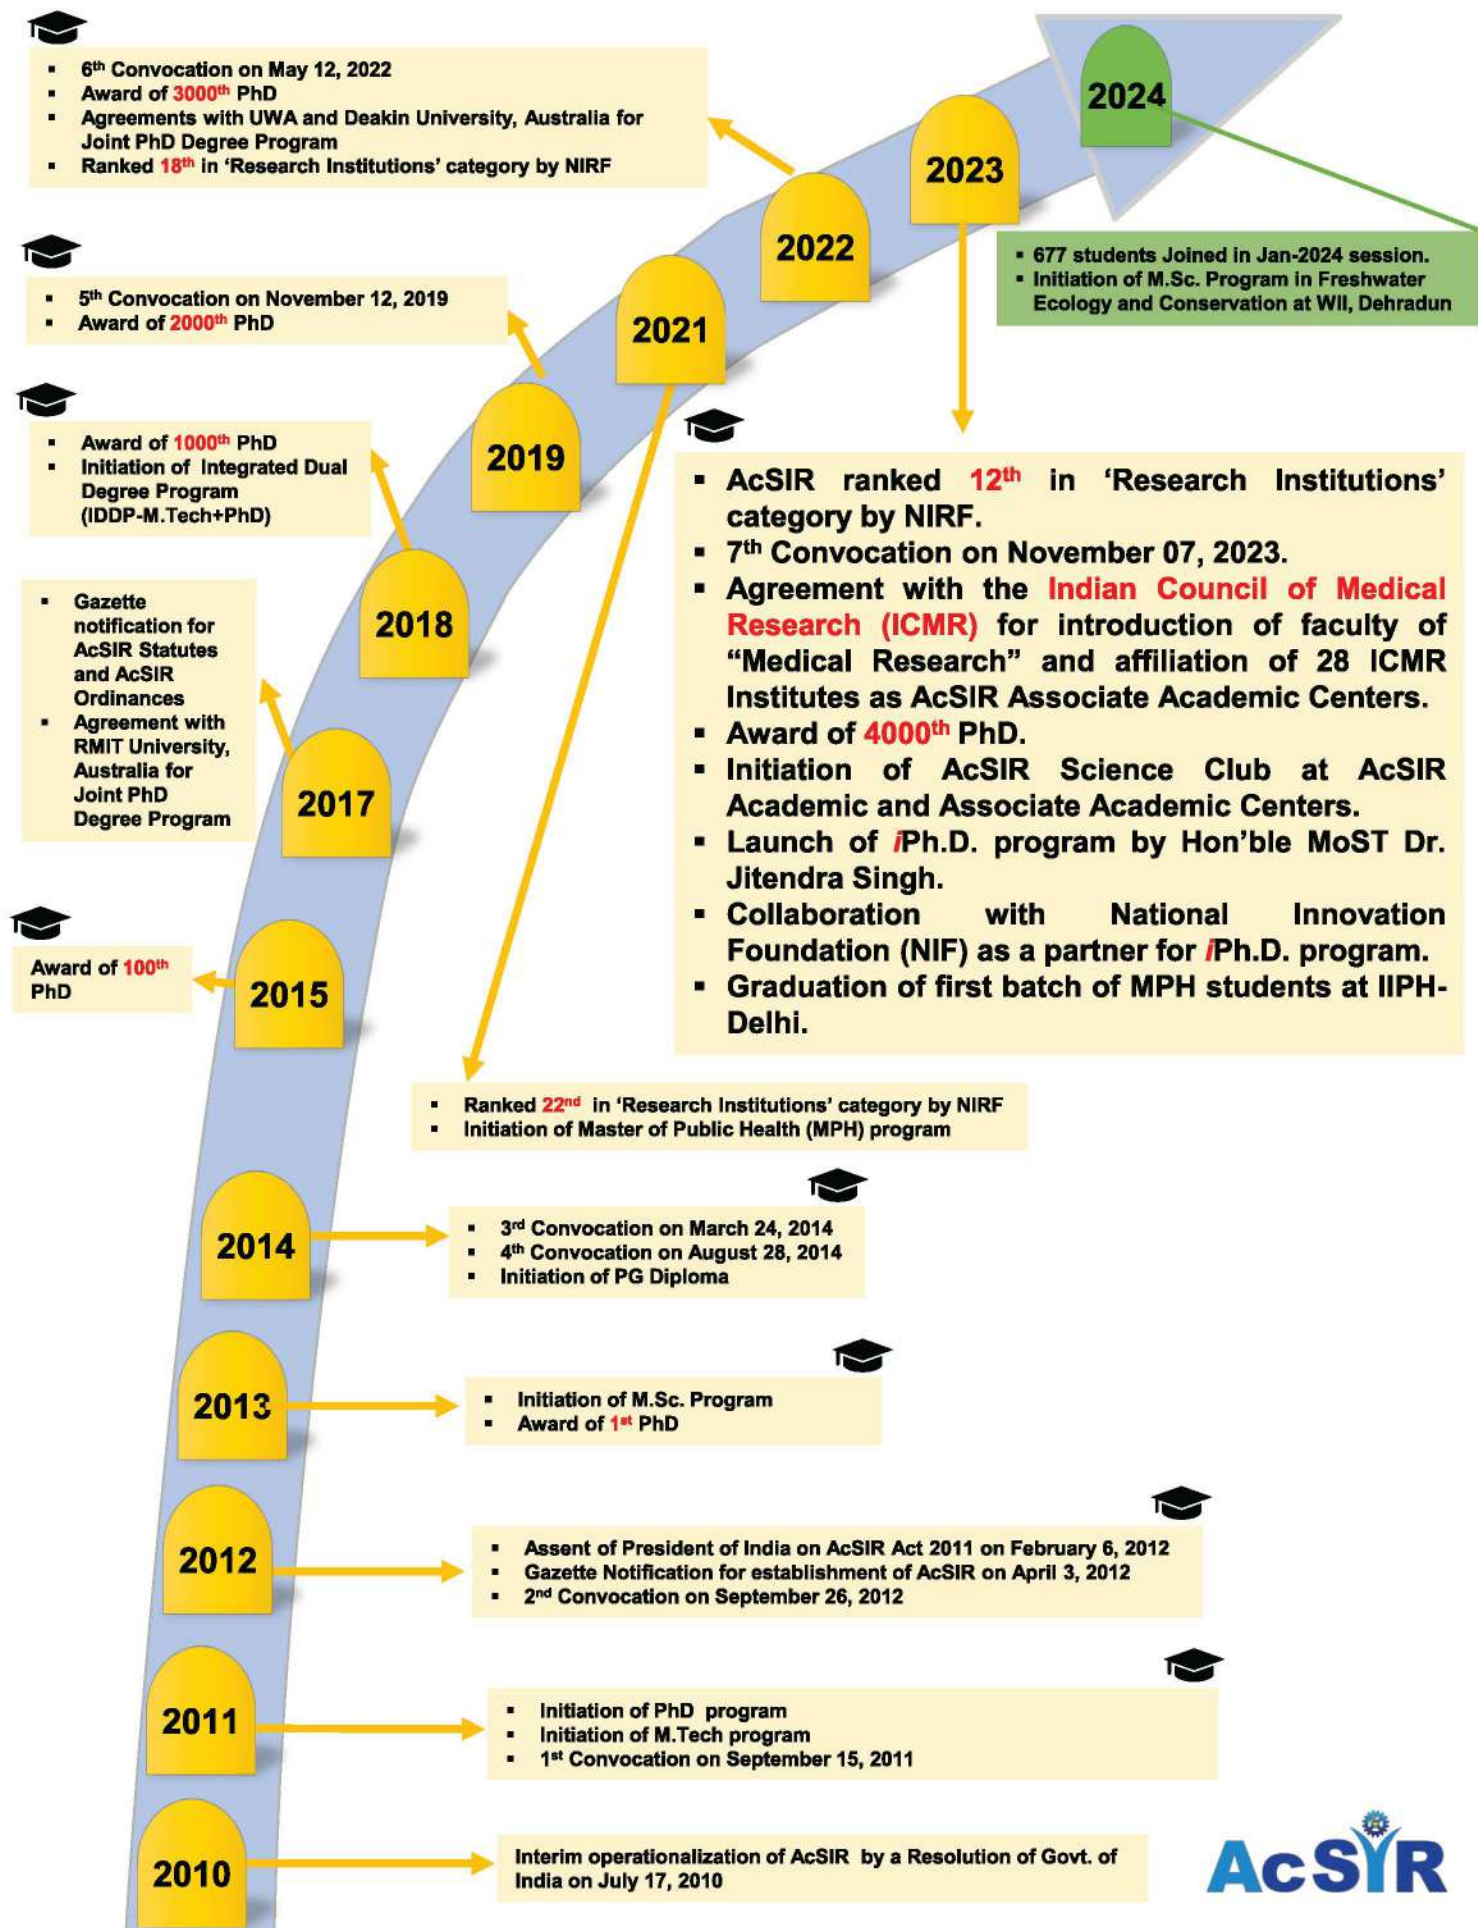 6th Convocation on May 12, 2022
Award of 3000th PhD
Agreements with UWA and Deakin University, Australia for
Joint PhD Degree Program
Ranked 18th in ‘Research Institutions’ category by NIRF
2024
2023
2022
677 students Joined in Jan-2024 session.
Initiation of M.Sc. Program in Freshwater
Ecology and Conservation at WII, Dehradun
5th Convocation on November 12, 2019
Award of 2000th PhD
2021
Award of 1000th PhD
Initiation of Integrated Dual
Degree Program
(IDDP-M.Tech+PhD)
2019
AcSIR ranked 12th in ‘Research Institutions’
category by NIRF.
7th Convocation on November 07, 2023.
Agreement with the Indian Council of Medical
Research (ICMR) for introduction of faculty of
“Medical Research” and affiliation of 28 ICMR
Institutes as AcSIR Associate Academic Centers.
Award of 4000th PhD.
Initiation of AcSIR Science Club at AcSIR
Academic and Associate Academic Centers.
Launch of iPh.D. program by Hon’ble MoST Dr.
Jitendra Singh.
Collaboration with National Innovation
Foundation (NIF) as a partner for iPh.D. program.
Graduation of first batch of MPH students at IIPH-
Delhi.
Gazette
notification for
AcSIR Statutes
and AcSIR
Ordinances
Agreement with
RMIT University,
Australia for
Joint PhD
Degree Program
2018
2017
Award of 100th
PhD
2015
Ranked 22nd in ‘Research Institutions’ category by NIRF
Initiation of Master of Public Health (MPH) program
2014
3rd Convocation on March 24, 2014
4th Convocation on August 28, 2014
Initiation of PG Diploma
2013
Initiation of M.Sc. Program
Award of 1st PhD
2012
Assent of President of India on AcSIR Act 2011 on February 6, 2012
Gazette Notification for establishment of AcSIR on April 3, 2012
2nd Convocation on September 26, 2012
2011
Initiation of PhD program
Initiation of M.Tech program
1st Convocation on September 15, 2011
2010
Interim operationalization of AcSIR by a Resolution of Govt. of
India on July 17, 2010
AcSIR